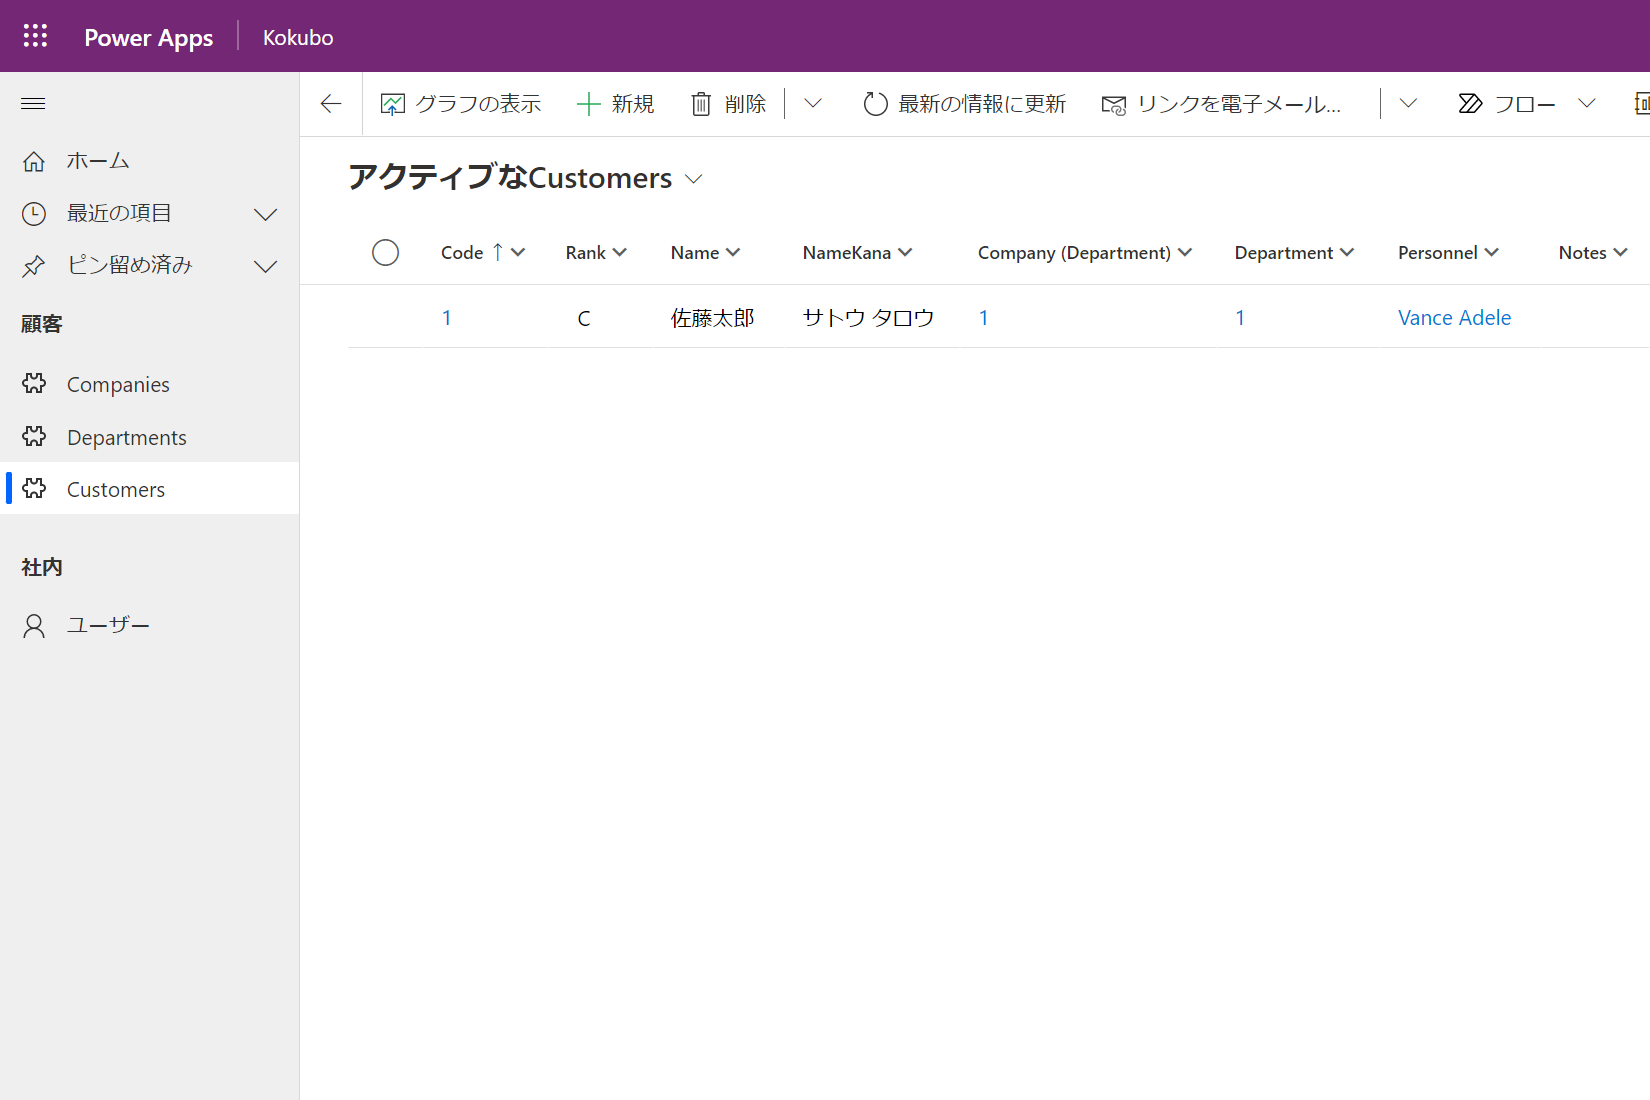 Power Apps Kokubo
グラフの表示 新規 削除 最新の情報に更新 リンクを電子メール... フロー
ホーム
最近の項目
ピン留め済み
顧客
Companies
Departments
Customers
社内
ユーザー
アクティブなCustomers
Code Rank Name NameKana Company (Department) Department Personnel Notes
1 C 佐藤太郎 サトウ タロウ 1 1 Vance Adele